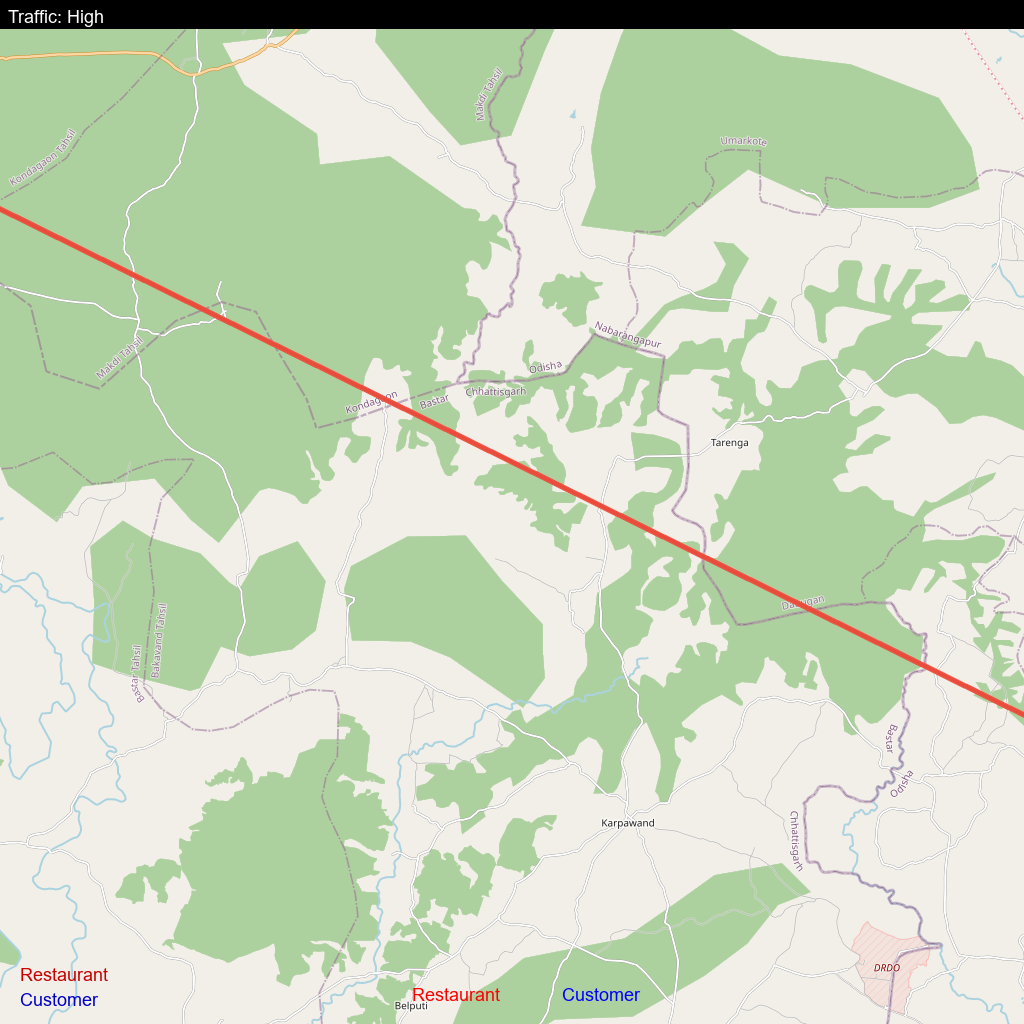 Traffic: High
Makdi Tahsil
Kondagaon Tahsil
Umarkote
Nabarangapur
Makdi Tahsil
Odisha
Chhattisgarh
Kondagaon
Bastar
Tarenga
Dabugan
Bakavand Tahsil
Bastar Tahsil
Bastar
Odisha
Chhattisgarh
Karpawand
DRDO
Restaurant
Customer
Restaurant
Customer
Belputi